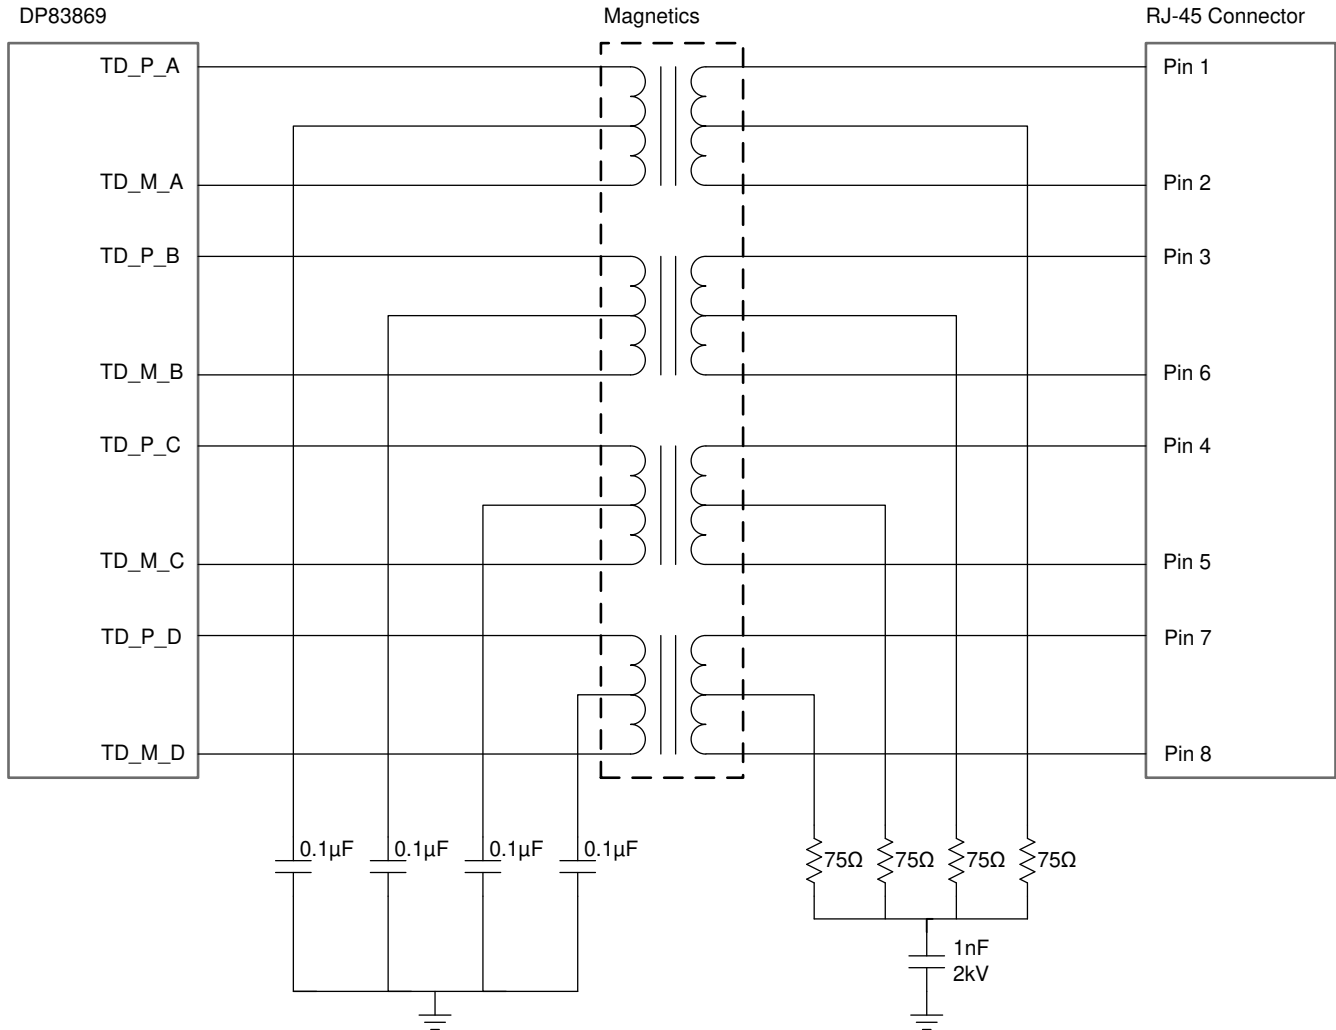 DP83869
Magnetics
RJ-45 Connector
TD_P_A
Pin 1
TD_M_A
Pin 2
TD_P_B
Pin 3
TD_M_B
Pin 6
TD_P_C
Pin 4
TD_M_C
Pin 5
TD_P_D
Pin 7
TD_M_D
Pin 8
0.1µF
0.1µF
0.1µF
0.1µF
75Ω
75Ω
75Ω
75Ω
1nF
2kV